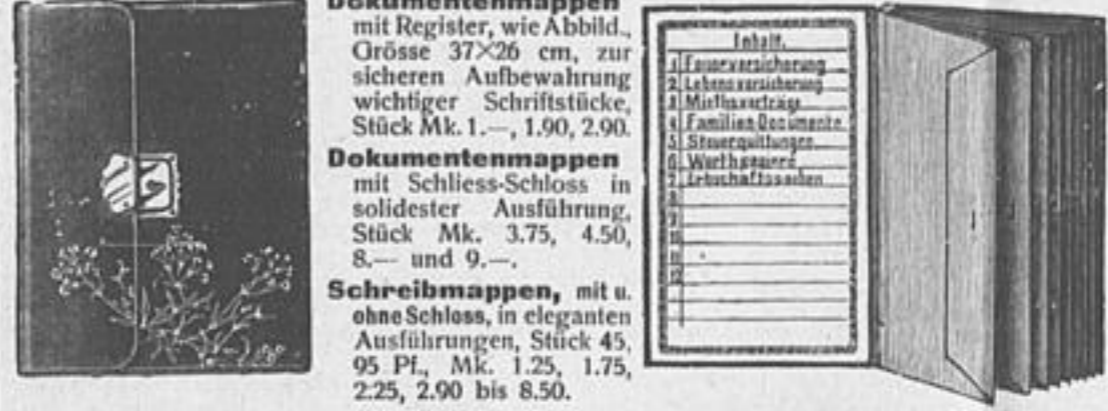 Dokumentenmappen
mit Register, wie Abbild.,
Grösse 37×26 cm, zur
sicheren Aufbewahrung
wichtiger Schriftstücke,
Stück Mk. 1.—, 1.90, 2.90.
Dokumentenmappen
mit Schliess-Schloss in
solidester Ausführung,
Stück Mk. 3.75, 4.50,
8.— und 9.—.
Schreibmappen, mit u.
ohne Schloss, in eleganten
Ausführungen, Stück 45,
95 Pf., Mk. 1.25, 1.75,
2.25, 2.90 bis 8.50.
Inhalt.
1 Feuerversicherung
2 Lebensversicherung
3 Miethsverträge
4 Familien-Documente
5 Steuerquittungen
6 Werthpapiere
7 Erbschaftssachen
8
9
10
11
12